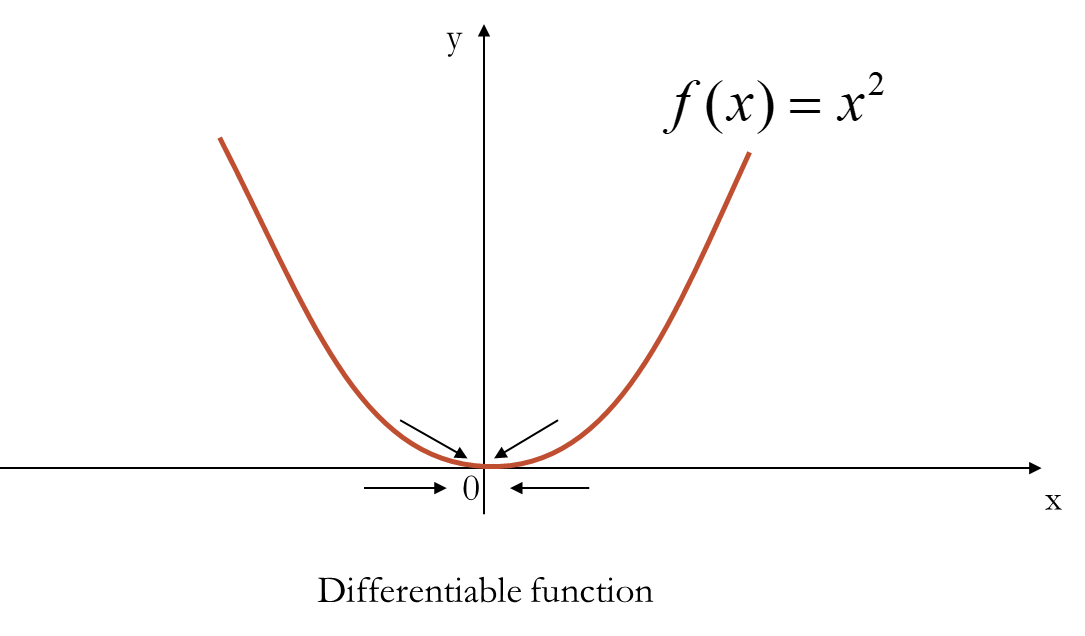 y
f(x) = x²
0
x
Differentiable function